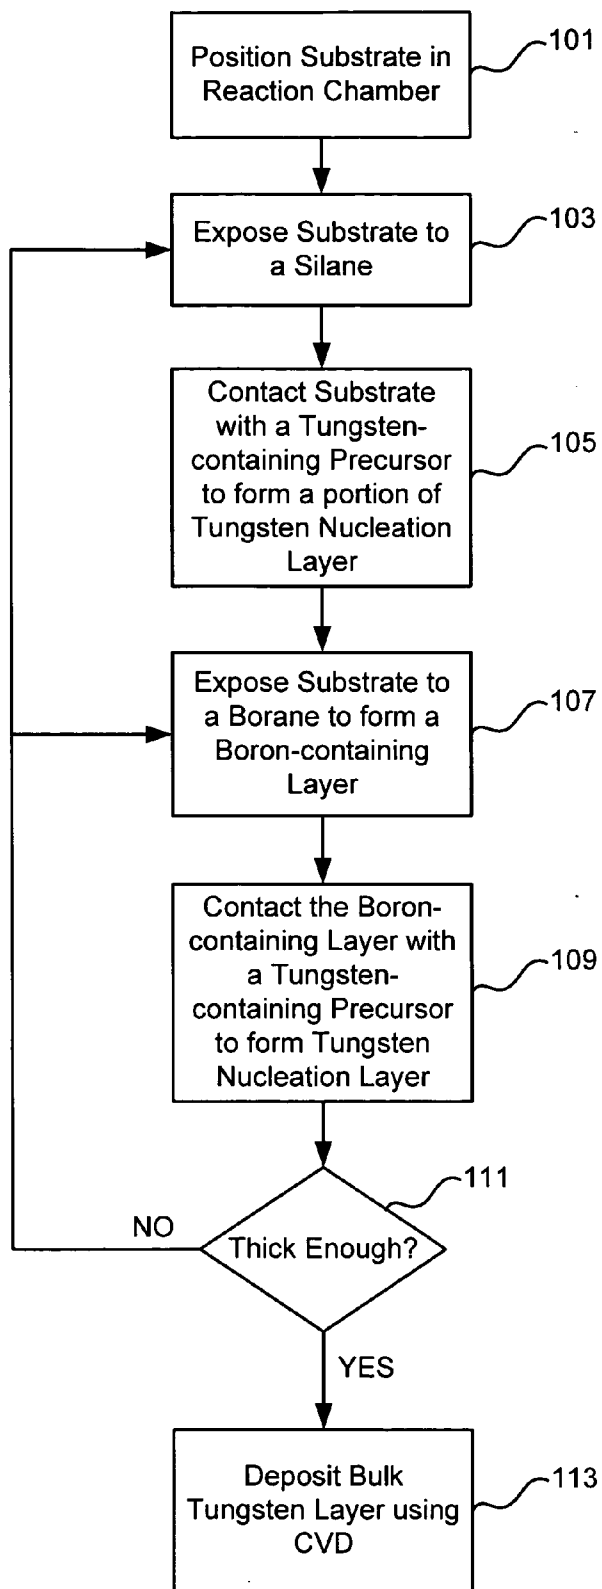 Position Substrate in
Reaction Chamber
101
Expose Substrate to
a Silane
103
Contact Substrate
with a Tungsten-
containing Precursor
to form a portion of
Tungsten Nucleation
Layer
105
Expose Substrate to
a Borane to form a
Boron-containing
Layer
107
Contact the Boron-
containing Layer with
a Tungsten-
containing Precursor
to form Tungsten
Nucleation Layer
109
111
NO
Thick Enough?
YES
Deposit Bulk
Tungsten Layer using
CVD
113